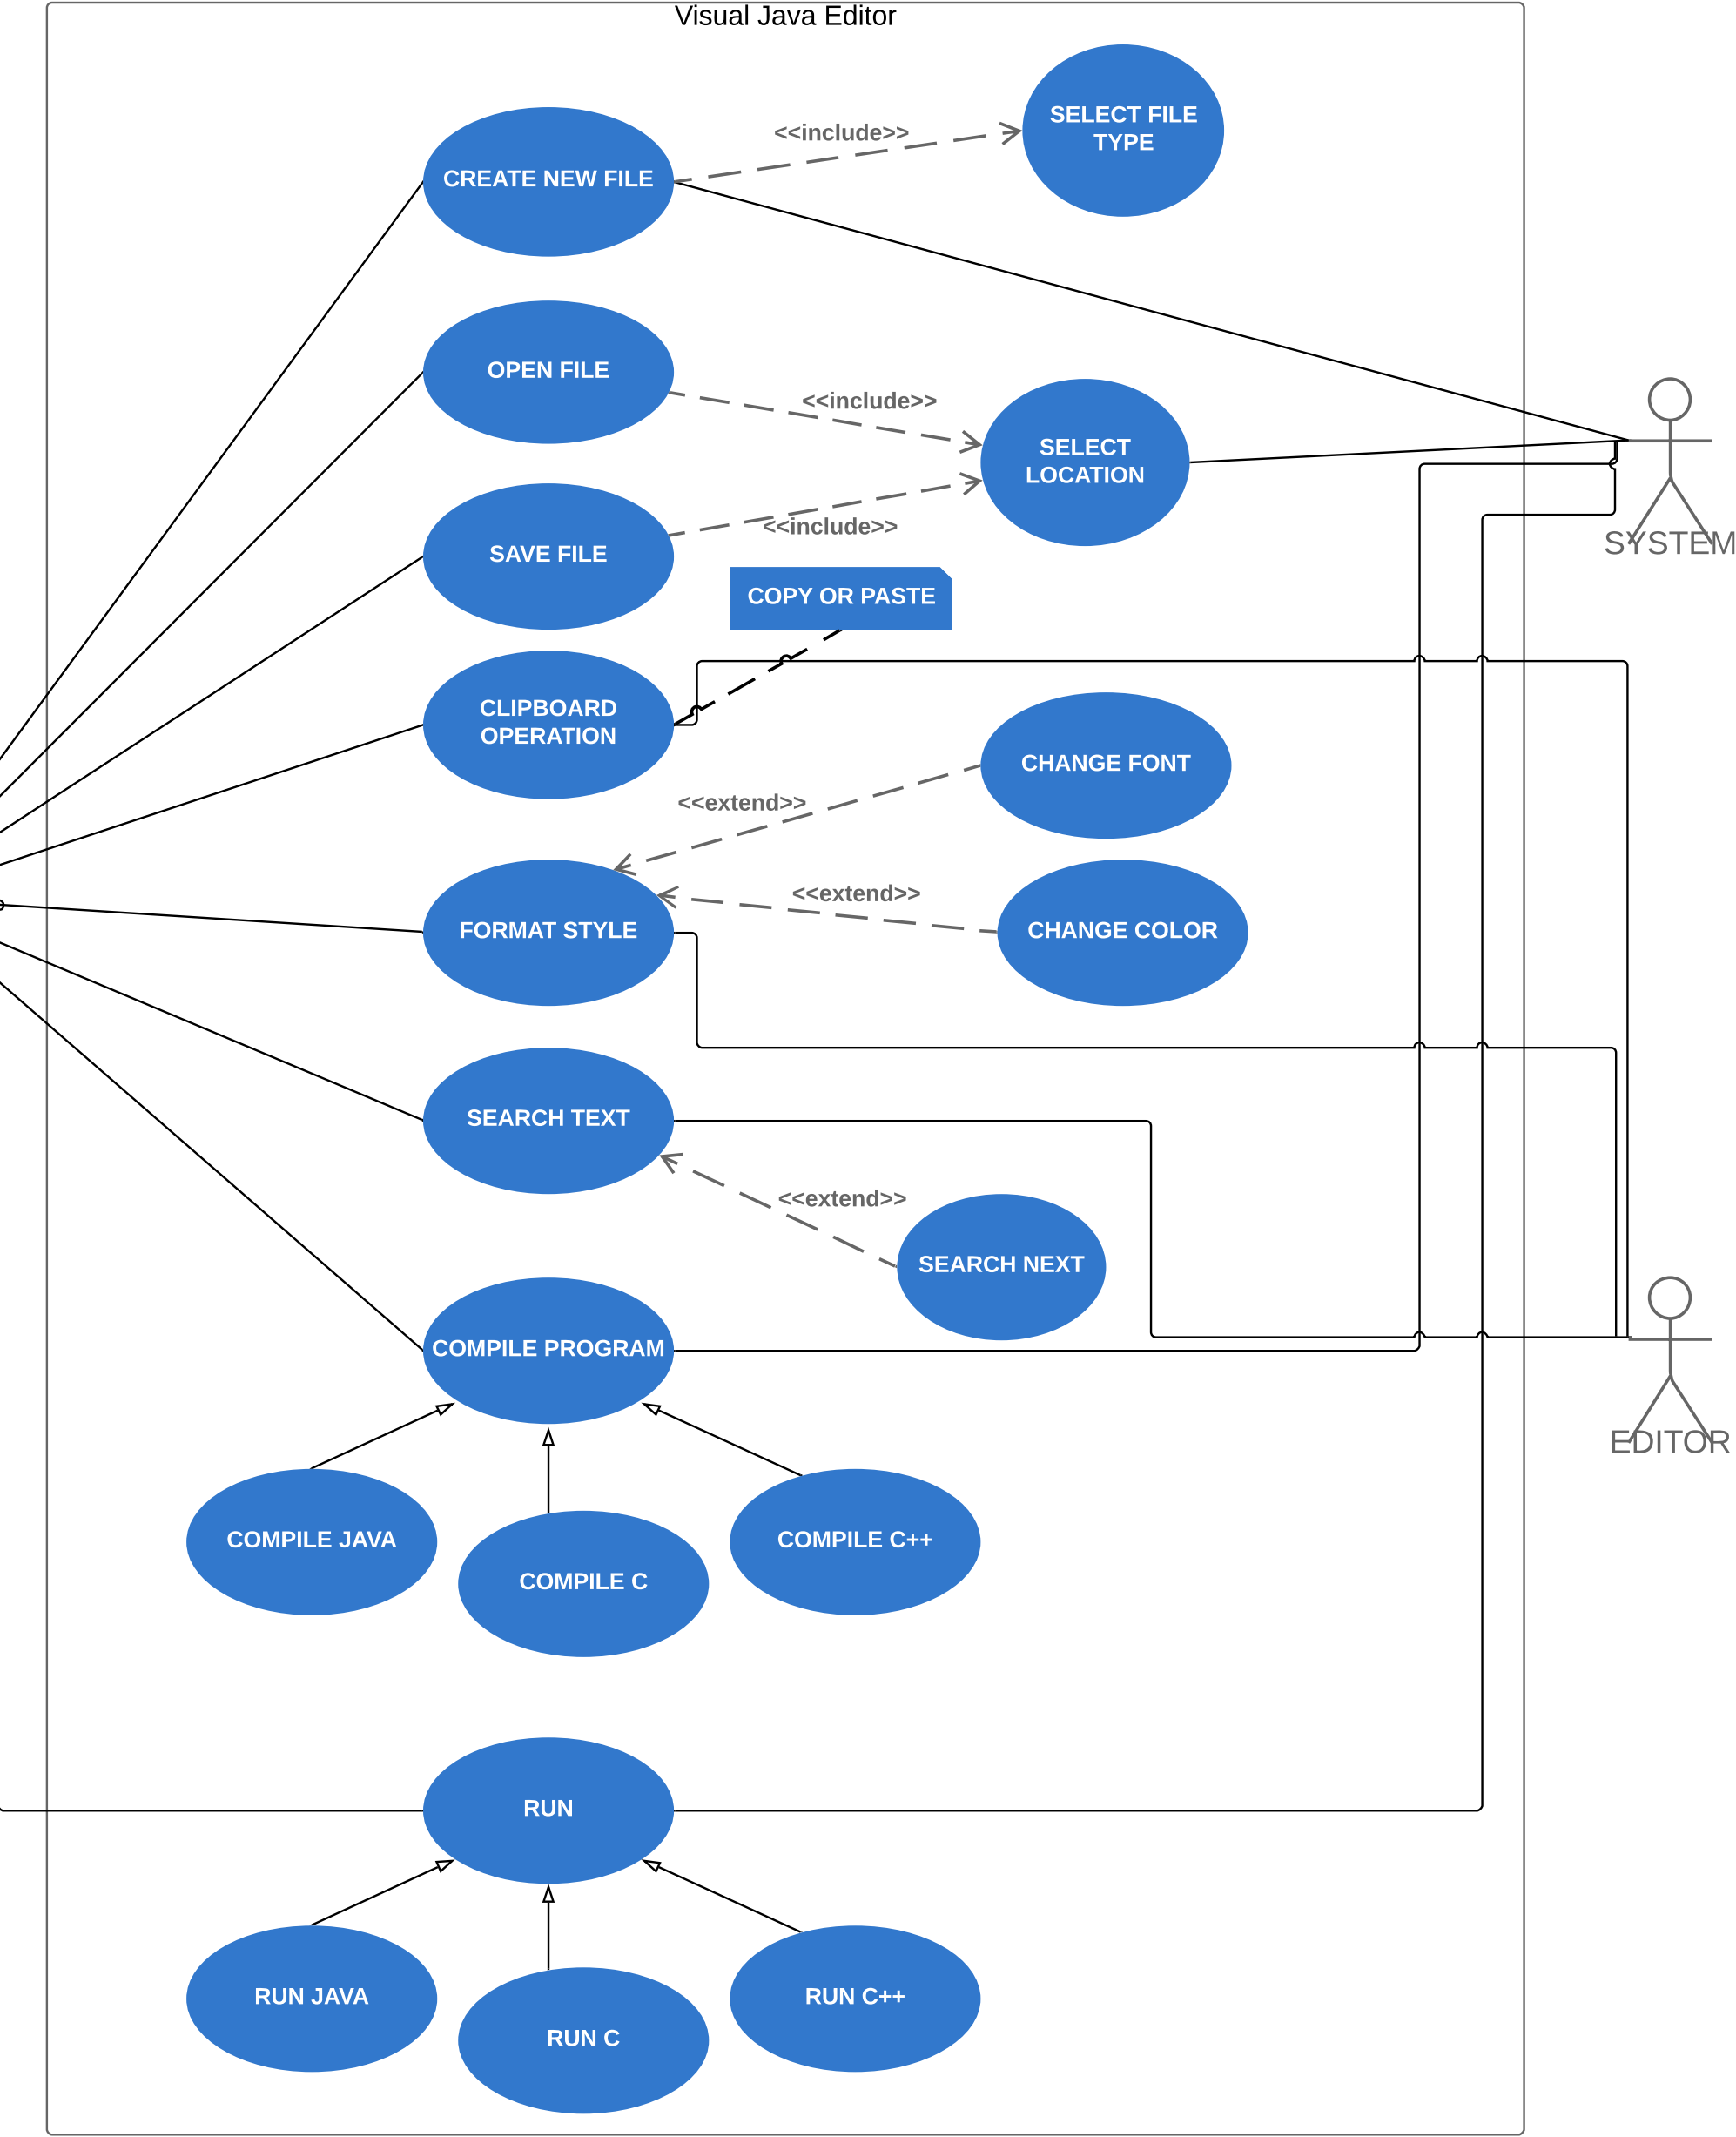 Visual Java Editor
SELECT FILE
TYPE
<<include>>
CREATE NEW FILE
OPEN FILE
<<include>>
SELECT
LOCATION
<<include>>
SAVE FILE
SYSTEM
COPY OR PASTE
CLIPBOARD
OPERATION
CHANGE FONT
<<extend>>
<<extend>>
FORMAT STYLE
CHANGE COLOR
SEARCH TEXT
<<extend>>
SEARCH NEXT
COMPILE PROGRAM
EDITOR
COMPILE JAVA
COMPILE C
COMPILE C++
RUN
RUN JAVA
RUN C
RUN C++